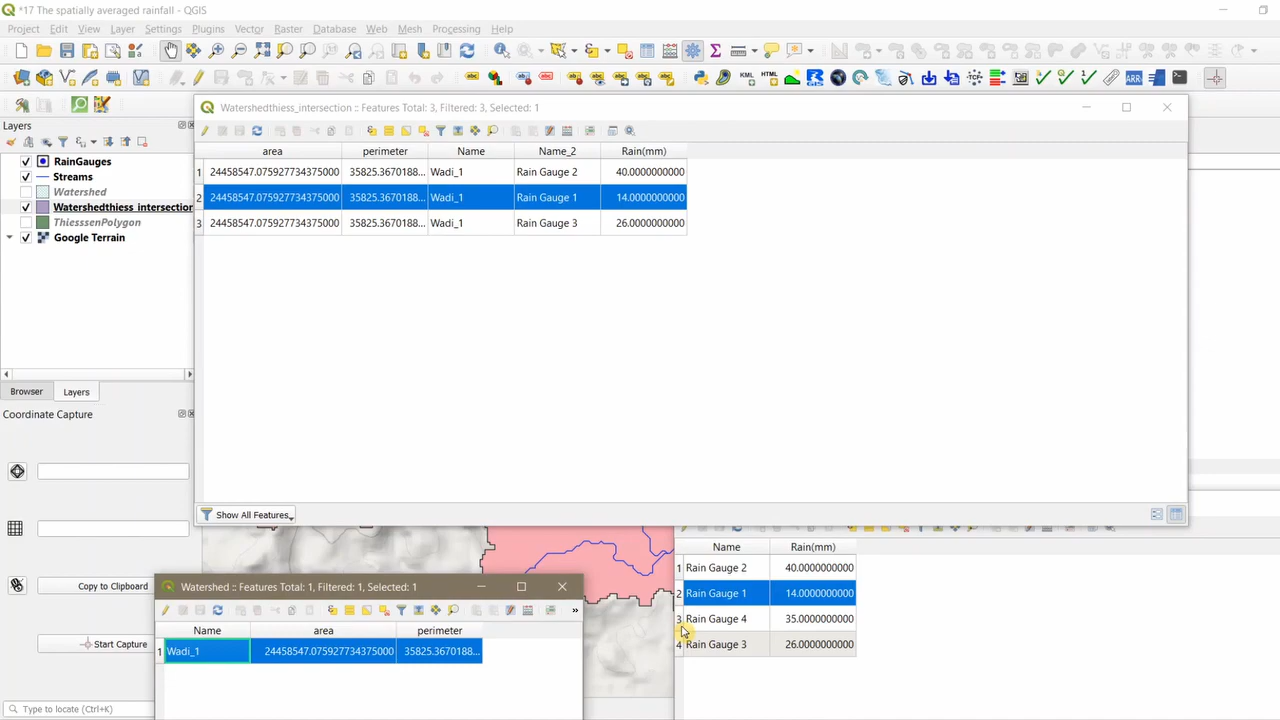 *17 The spatially averaged rainfall - QGIS
Project Edit View Layer Settings Plugins Vector Raster Database Web Mesh Processing Help
Layers
RainGauges
Streams
Watershed
Watershedthiess_intersection
ThiesssenPolygon
Google Terrain
Browser Layers
Coordinate Capture
Copy to Clipboard
Start Capture
Type to locate (Ctrl+K)
Watershedthiess_intersection :: Features Total: 3, Filtered: 3, Selected: 1
area perimeter Name Name_2 Rain(mm)
1 24458547.075927734375000 35825.3670188... Wadi_1 Rain Gauge 2 40.0000000000
2 24458547.075927734375000 35825.3670188... Wadi_1 Rain Gauge 1 14.0000000000
3 24458547.075927734375000 35825.3670188... Wadi_1 Rain Gauge 3 26.0000000000
Show All Features
Name Rain(mm)
1 Rain Gauge 2 40.0000000000
2 Rain Gauge 1 14.0000000000
3 Rain Gauge 4 35.0000000000
4 Rain Gauge 3 26.0000000000
Watershed :: Features Total: 1, Filtered: 1, Selected: 1
Name area perimeter
1 Wadi_1 24458547.075927734375000 35825.3670188...